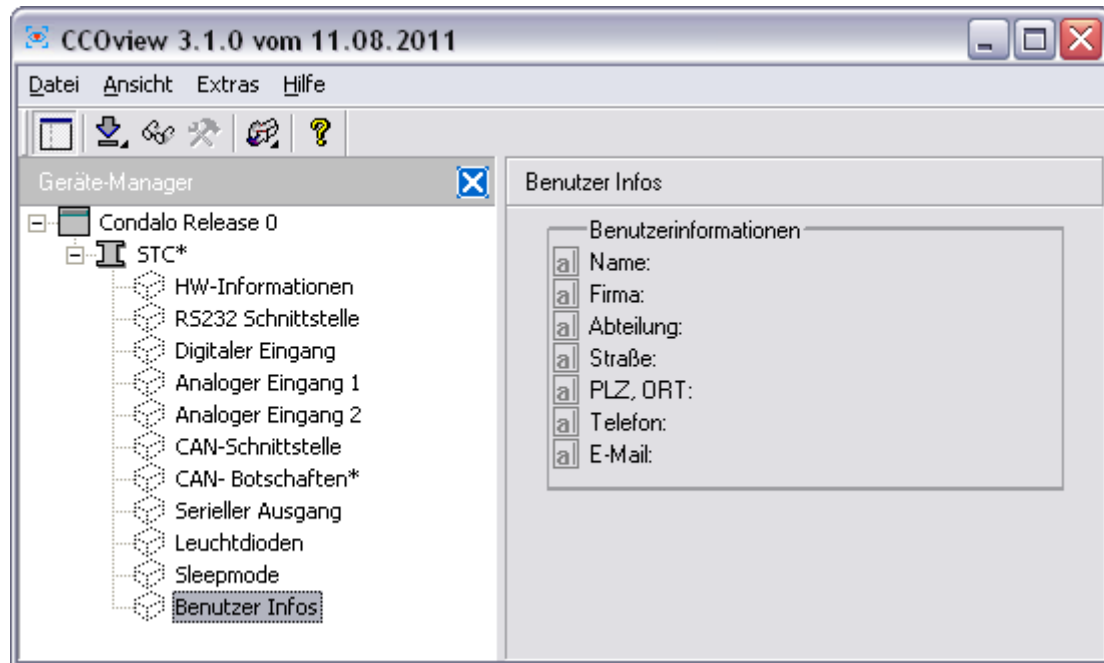 CCOview 3.1.0 vom 11.08.2011
Datei Ansicht Extras Hilfe
Geräte-Manager
Condalo Release 0
STC*
HW-Informationen
RS232 Schnittstelle
Digitaler Eingang
Analoger Eingang 1
Analoger Eingang 2
CAN-Schnittstelle
CAN- Botschaften*
Serieller Ausgang
Leuchtdioden
Sleepmode
Benutzer Infos
Benutzer Infos
Benutzerinformationen
a Name:
a Firma:
a Abteilung:
a Straße:
a PLZ, ORT:
a Telefon:
a E-Mail: